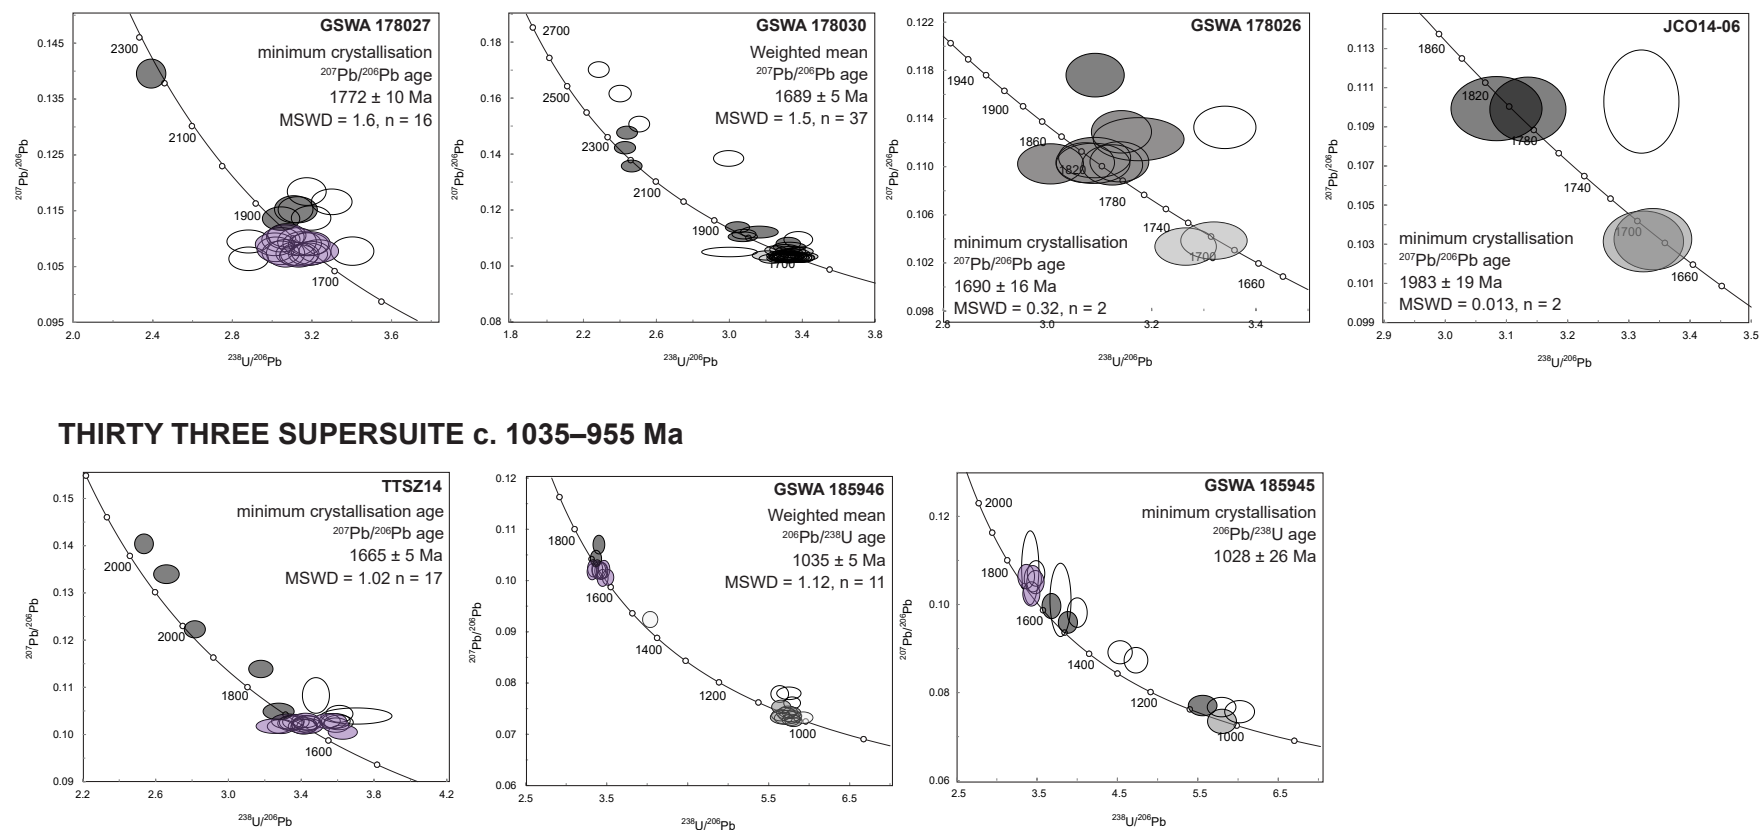 GSWA 178027
minimum crystallisation
207Pb/206Pb age
1772 ± 10 Ma
MSWD = 1.6, n = 16
2300
2100
1900
1700
0.145
0.135
0.125
0.115
0.105
0.095
2.0
2.4
2.8
3.2
3.6
207Pb/206Pb
238U/206Pb
GSWA 178030
Weighted mean
207Pb/206Pb age
1689 ± 5 Ma
MSWD = 1.5, n = 37
2700
2500
2300
2100
1900
1700
0.18
0.16
0.14
0.12
0.10
0.08
1.8
2.2
2.6
3.0
3.4
3.8
207Pb/206Pb
238U/206Pb
GSWA 178026
1940
1900
1860
1820
1780
1740
1700
1660
minimum crystallisation
207Pb/206Pb age
1690 ± 16 Ma
MSWD = 0.32, n = 2
0.122
0.118
0.114
0.110
0.106
0.102
0.098
2.8
3.0
3.2
3.4
207Pb/206Pb
238U/206Pb
JCO14-06
1860
1820
1780
1740
1700
1660
minimum crystallisation
207Pb/206Pb age
1983 ± 19 Ma
MSWD = 0.013, n = 2
0.113
0.111
0.109
0.107
0.105
0.103
0.101
0.099
2.9
3.0
3.1
3.2
3.3
3.4
3.5
207Pb/206Pb
238U/206Pb
THIRTY THREE SUPERSUITE c. 1035–955 Ma
TTSZ14
minimum crystallisation age
207Pb/206Pb age
1665 ± 5 Ma
MSWD = 1.02 n = 17
2000
2000
1800
1600
0.15
0.14
0.13
0.12
0.11
0.10
0.09
2.2
2.6
3.0
3.4
3.8
4.2
207Pb/206Pb
238U/206Pb
GSWA 185946
Weighted mean
206Pb/238U age
1035 ± 5 Ma
MSWD = 1.12, n = 11
1800
1600
1400
1200
1000
0.12
0.11
0.10
0.09
0.08
0.07
0.06
2.5
3.5
5.5
6.5
207Pb/206Pb
238U/206Pb
GSWA 185945
minimum crystallisation
206Pb/238U age
1028 ± 26 Ma
2000
1800
1600
1400
1200
1000
0.12
0.10
0.08
0.06
2.5
3.5
4.5
5.5
6.5
207Pb/206Pb
238U/206Pb